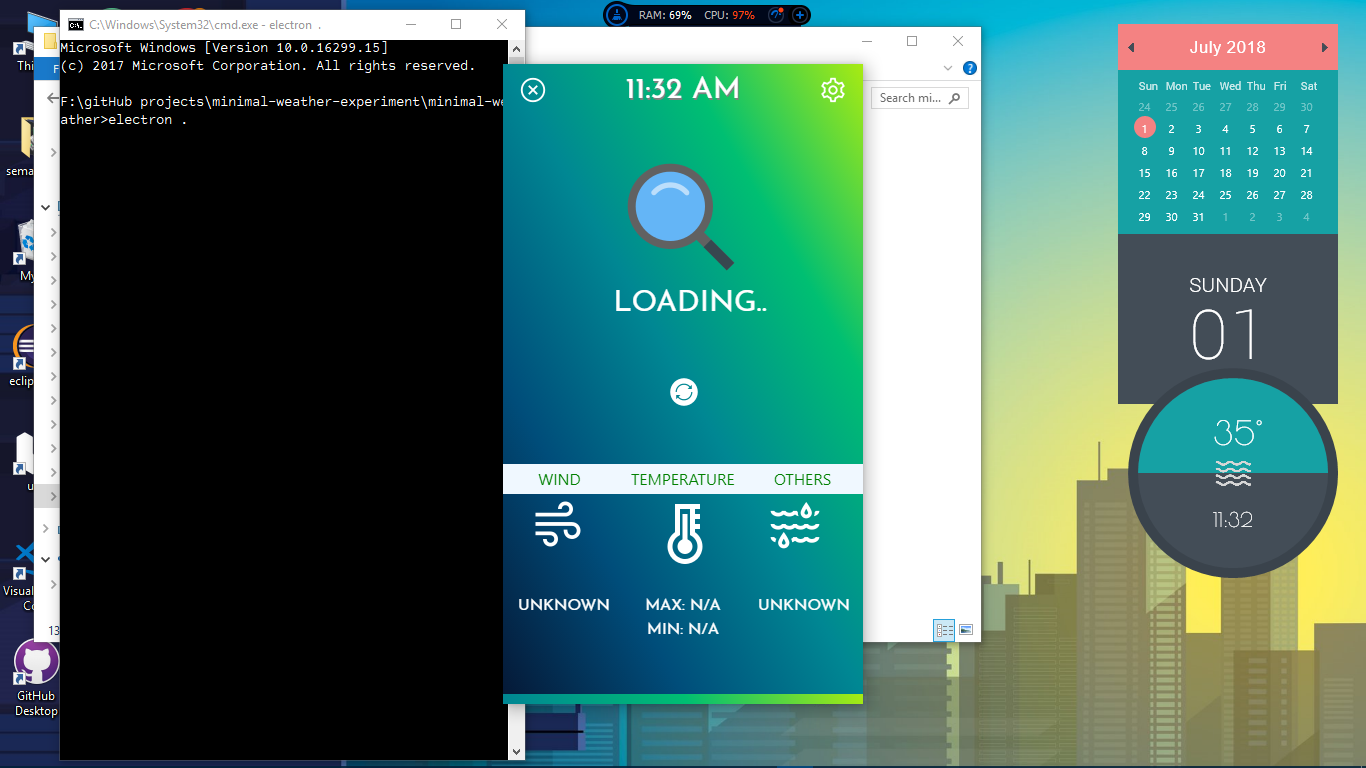 C:\Windows\System32\cmd.exe - electron .
Microsoft Windows [Version 10.0.16299.15]
(c) 2017 Microsoft Corporation. All rights reserved.
F:\gitHub projects\minimal-weather-experiment\minimal-we
ather>electron .
RAM: 69% CPU: 97%
Search mi...
11:32 AM
LOADING..
WIND TEMPERATURE OTHERS
UNKNOWN
MAX: N/A
MIN: N/A
UNKNOWN
July 2018
Sun Mon Tue Wed Thu Fri Sat
24 25 26 27 28 29 30
1 2 3 4 5 6 7
8 9 10 11 12 13 14
15 16 17 18 19 20 21
22 23 24 25 26 27 28
29 30 31 1 2 3 4
SUNDAY
01
35°
11:32
Thi
sema
My
eclip
Visual
Co
GitHub
Desktop
13